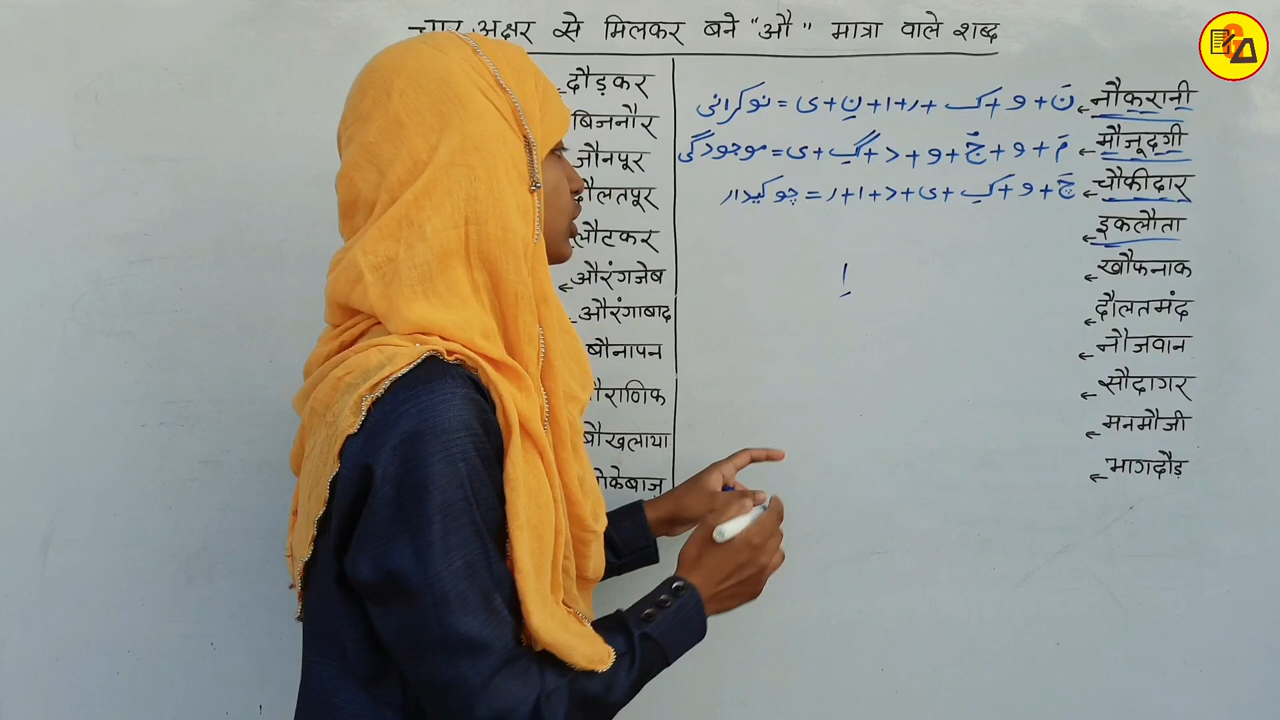 अक्षर से मिलकर बने "औ" मात्रा वाले शब्द
दौड़कर
बिजनौर
जौनपूर
दौलतपूर
लौटकर
औरंगजेब
औरंगाबाद
बौनापन
बौखलाया
نَ + و + ک + ر + ا + نِ + ی = نوکرانی ← नौकरानी
مَ + و + جُ + و + د + گِ + ی = موجودگی ← मौजूदगी
چَ + و + کِ + ی + د + ا + ر = چوکیدار ← चौकीदार
← इकलौता
اِ
← खौफनाक
← दौलतमंद
← नौजवान
← सौदागर
← मनमौजी
← भागदौड़